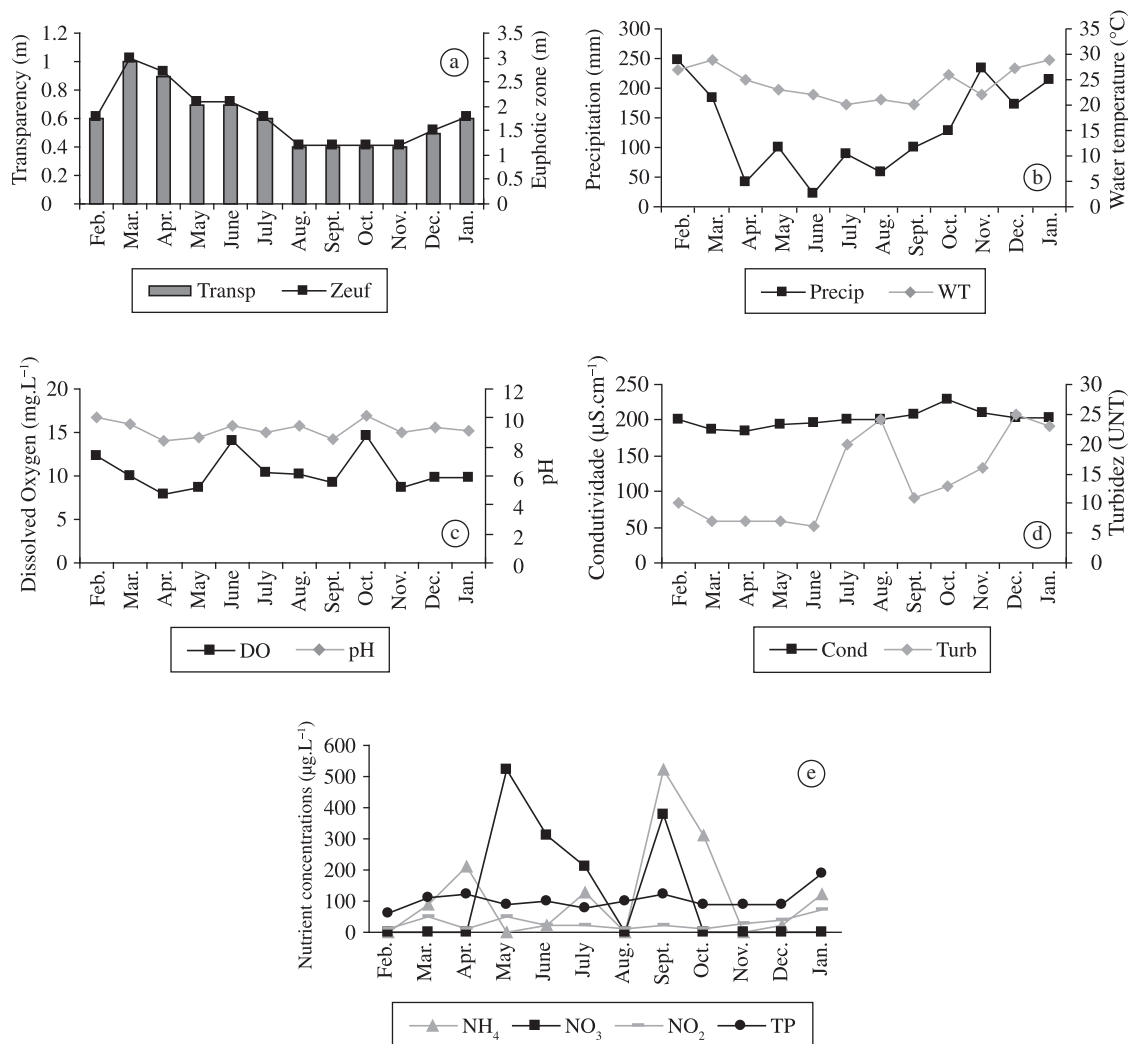 Transparency (m)
1.2
1
0.8
0.6
0.4
0.2
0
3.5
3
2.5
2
1.5
1
0.5
0
Euphotic zone (m)
a
Feb.
Mar.
Apr.
May
June
July
Aug.
Sept.
Oct.
Nov.
Dec.
Jan.
Transp Zeuf
Precipitation (mm)
300
250
200
150
100
50
0
35
30
25
20
15
10
5
0
Water temperature (°C)
b
Feb.
Mar.
Apr.
May
June
July
Aug.
Sept.
Oct.
Nov.
Dec.
Jan.
Precip WT
Dissolved Oxygen (mg.L⁻¹)
20
15
10
5
0
12
10
8
6
4
2
0
pH
c
Feb.
Mar.
Apr.
May
June
July
Aug.
Sept.
Oct.
Nov.
Dec.
Jan.
DO pH
Condutividade (µS.cm⁻¹)
250
200
150
100
50
0
30
25
20
15
10
5
0
Turbidez (UNT)
d
Feb.
Mar.
Apr.
May
June
July
Aug.
Sept.
Oct.
Nov.
Dec.
Jan.
Cond Turb
Nutrient concentrations (µg.L⁻¹)
600
500
400
300
200
100
0
e
Feb.
Mar.
Apr.
May
June
July
Aug.
Sept.
Oct.
Nov.
Dec.
Jan.
NH₄ NO₃ NO₂ TP